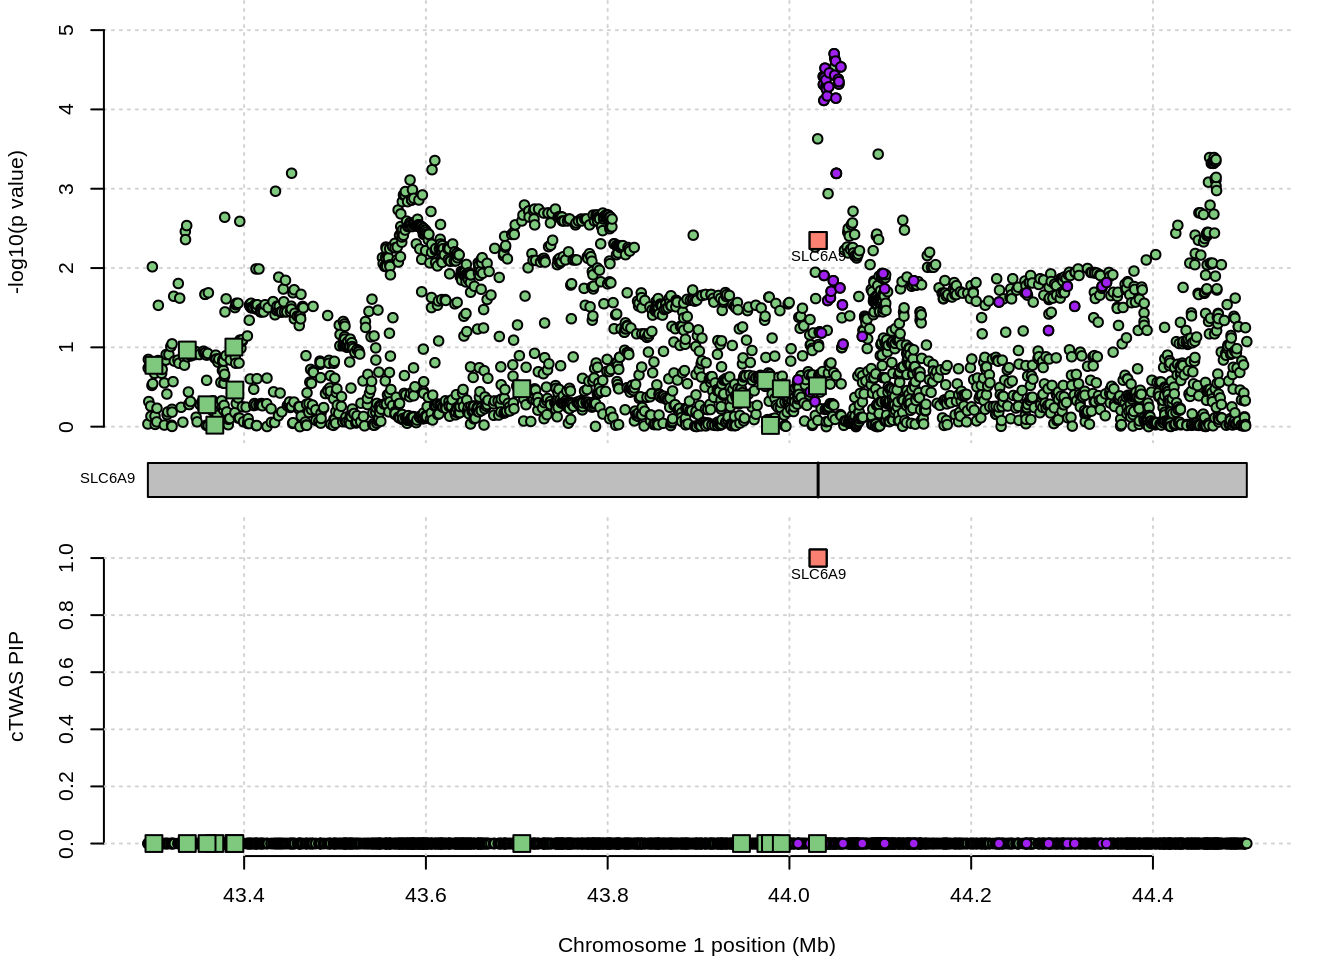 5
4
3
2
1
0
-log10(p value)
SLC6A9
SLC6A9
1.0
0.8
0.6
0.4
0.2
0.0
cTWAS PIP
SLC6A9
43.4 43.6 43.8 44.0 44.2 44.4
Chromosome 1 position (Mb)